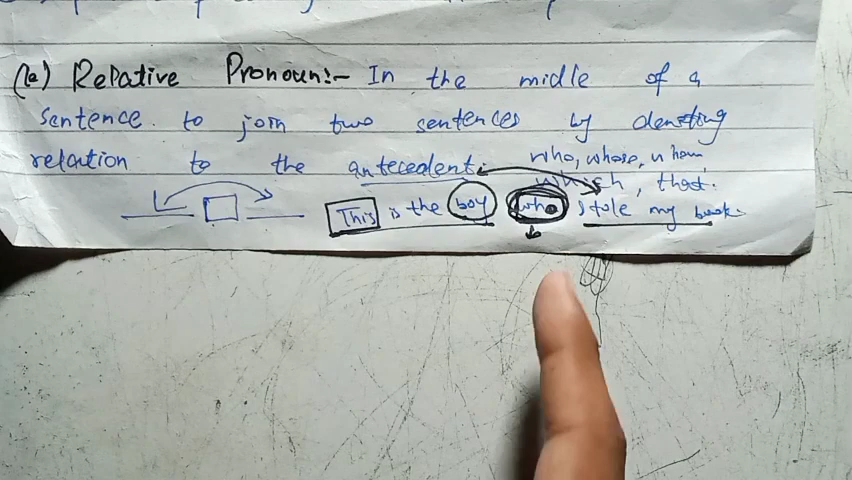 (a) Relative Pronoun:- In the midle of a
sentence. to join two sentences by denoting
relation to the antecedent. who, whose, whom,
which, that.
This is the boy who stole my book.